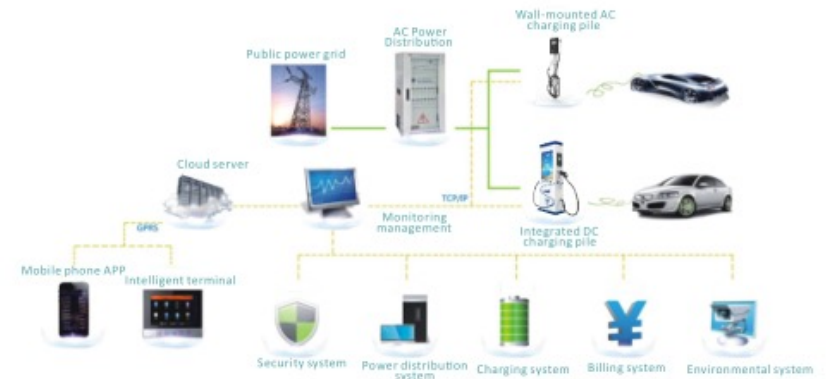 Wall-mounted AC
charging pile
AC Power
Distribution
Public power grid
Cloud server
TCP/IP
Monitoring
management
GPRS
Integrated DC
charging pile
Mobile phone APP
Intelligent terminal
Security system
Power distribution
system
Charging system
Billing system
Environmental system